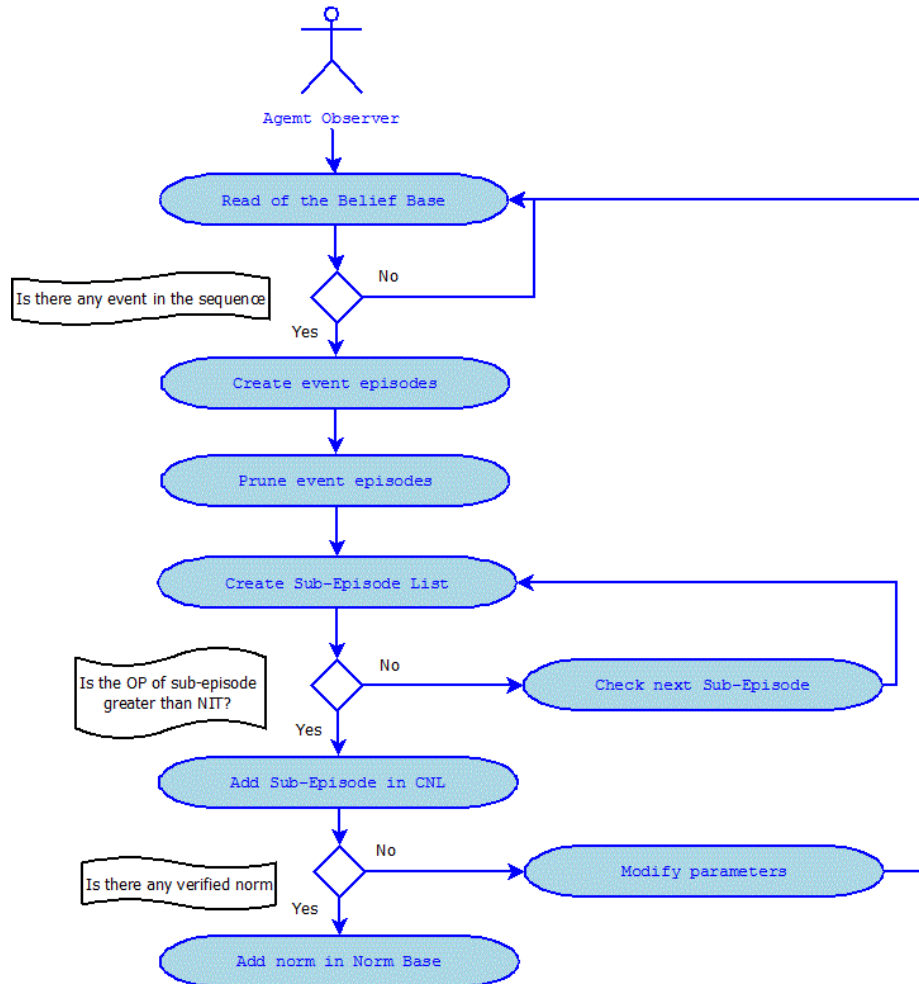 Agemt Observer
Read of the Belief Base
No
Is there any event in the sequence
Yes
Create event episodes
Prune event episodes
Create Sub-Episode List
No
Is the OP of sub-episode
greater than NIT?
Check next Sub-Episode
Yes
Add Sub-Episode in CNL
No
Is there any verified norm
Modify parameters
Yes
Add norm in Norm Base